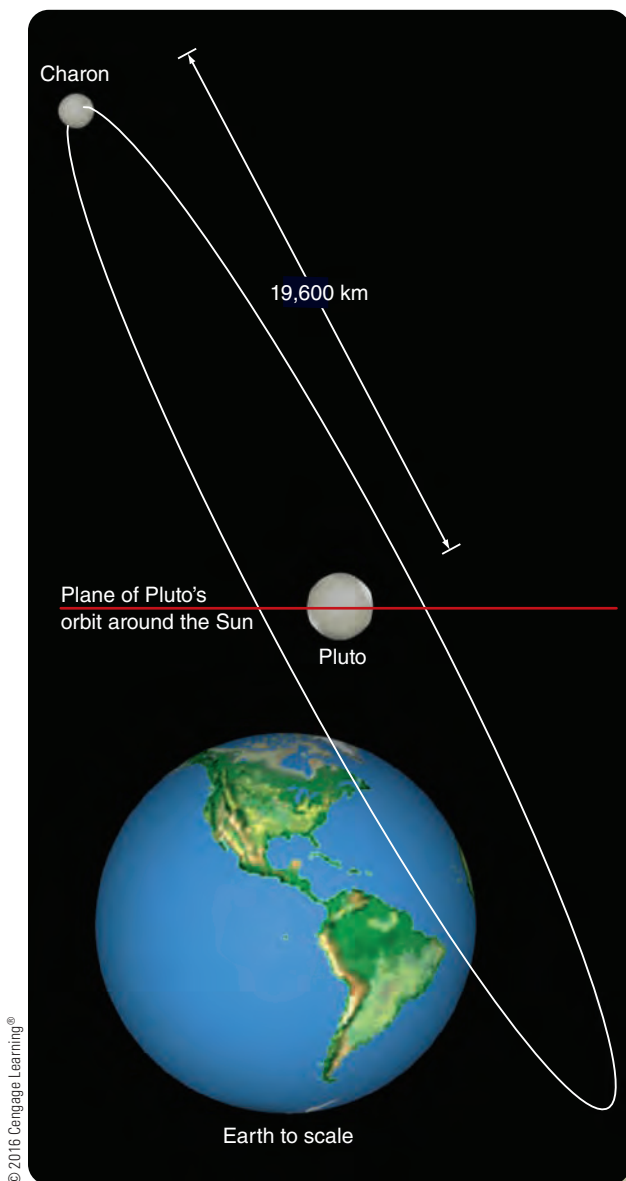 Charon
19,600 km
Plane of Pluto's
orbit around the Sun
Pluto
Earth to scale
© 2016 Cengage Learning®